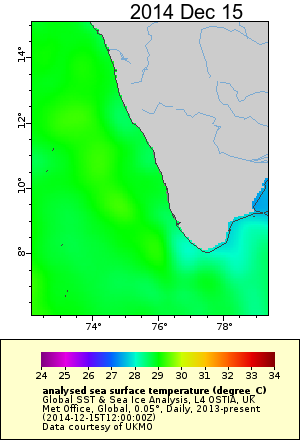 2014 Dec 15
14°
12°
10°
8°
74° 76° 78°
24 25 26 27 28 29 30 31 32 33 34
analysed sea surface temperature (degree_C)
Global SST & Sea Ice Analysis, L4 OSTIA, UK
Met Office, Global, 0.05°, Daily, 2013-present
(2014-12-15T12:00:00Z)
Data courtesy of UKMO